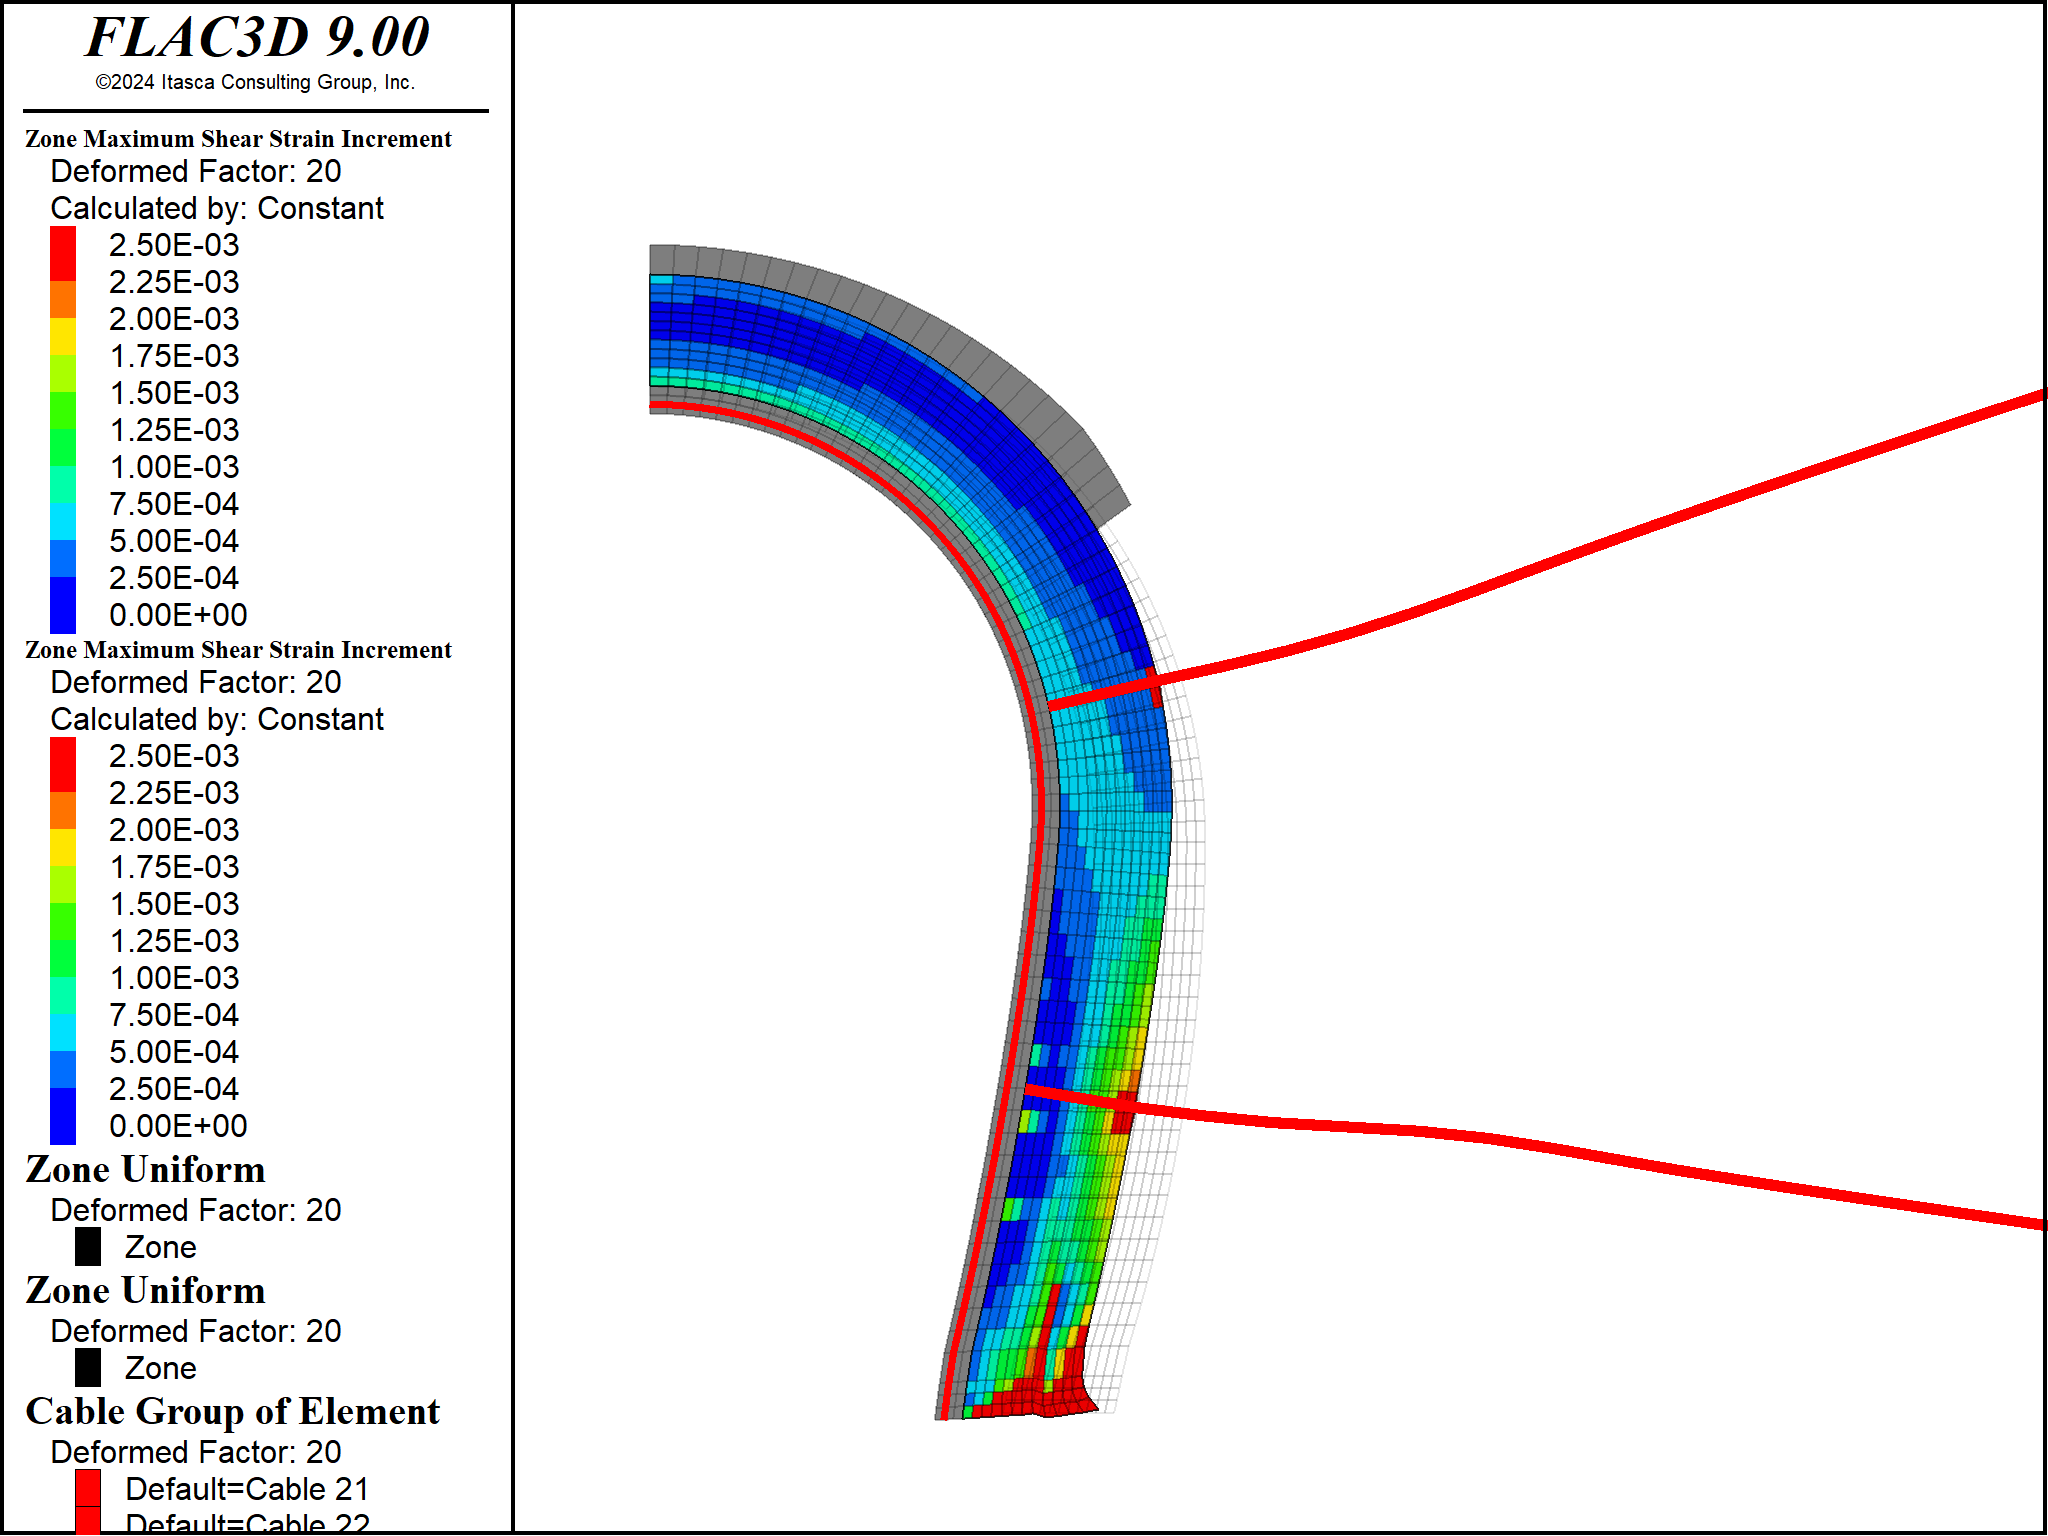 FLAC3D 9.00
©2024 Itasca Consulting Group, Inc.
Zone Maximum Shear Strain Increment
Deformed Factor: 20
Calculated by: Constant
2.50E-03
2.25E-03
2.00E-03
1.75E-03
1.50E-03
1.25E-03
1.00E-03
7.50E-04
5.00E-04
2.50E-04
0.00E+00
Zone Maximum Shear Strain Increment
Deformed Factor: 20
Calculated by: Constant
2.50E-03
2.25E-03
2.00E-03
1.75E-03
1.50E-03
1.25E-03
1.00E-03
7.50E-04
5.00E-04
2.50E-04
0.00E+00
Zone Uniform
Deformed Factor: 20
Zone
Zone Uniform
Deformed Factor: 20
Zone
Cable Group of Element
Deformed Factor: 20
Default=Cable 21
Default=Cable 22